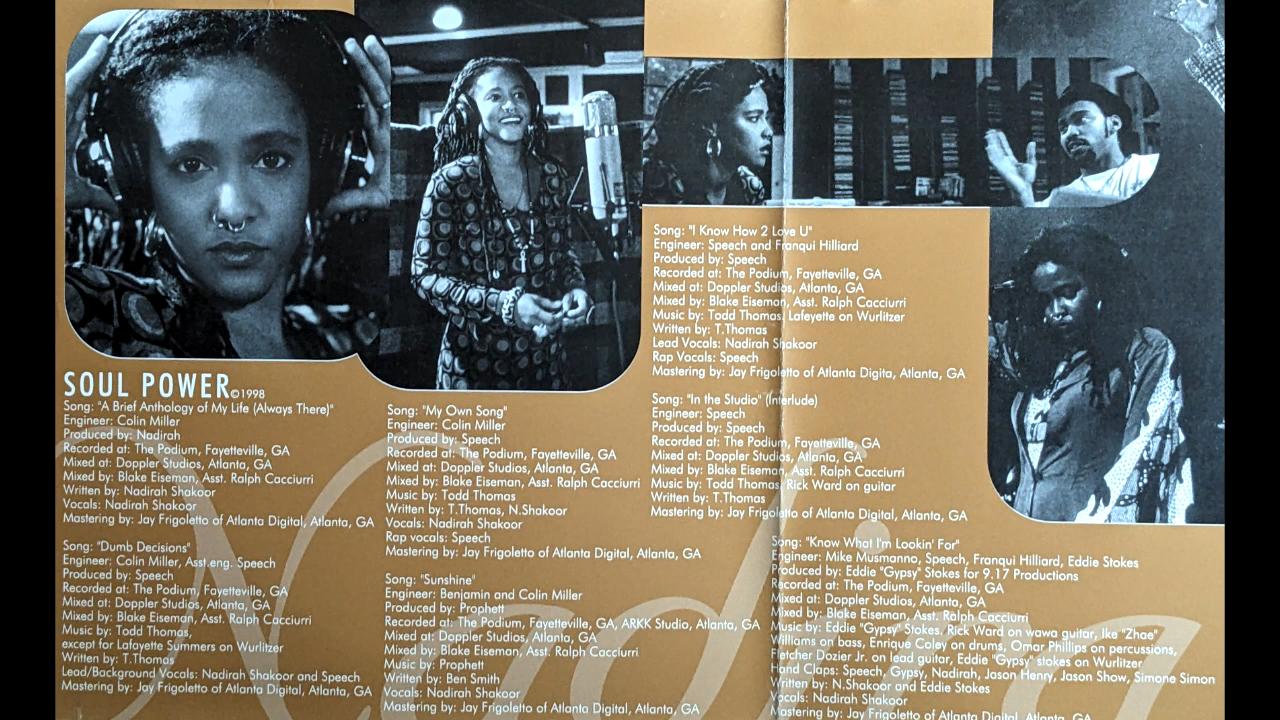 SOUL POWER©1998
Song: "A Brief Anthology of My Life (Always There)"
Engineer: Colin Miller
Produced by: Nadirah
Recorded at: The Podium, Fayetteville, GA
Mixed at: Doppler Studios, Atlanta, GA
Mixed by: Blake Eiseman, Asst. Ralph Cacciurri
Written by: Nadirah Shakoor
Vocals: Nadirah Shakoor
Mastering by: Jay Frigoletto of Atlanta Digital, Atlanta, GA
Song: "Dumb Decisions"
Engineer: Colin Miller, Asst.eng. Speech
Produced by: Speech
Recorded at: The Podium, Fayetteville, GA
Mixed at: Doppler Studios, Atlanta, GA
Mixed by: Blake Eiseman, Asst. Ralph Cacciurri
Music by: Todd Thomas,
except for Lafayette Summers on Wurlitzer
Written by: T.Thomas
Lead/Background Vocals: Nadirah Shakoor and Speech
Mastering by: Jay Frigoletto of Atlanta Digital, Atlanta, GA
Song: "My Own Song"
Engineer: Colin Miller
Produced by: Speech
Recorded at: The Podium, Fayetteville, GA
Mixed at: Doppler Studios, Atlanta, GA
Mixed by: Blake Eiseman, Asst. Ralph Cacciurri
Music by: Todd Thomas
Written by: T.Thomas, N.Shakoor
Vocals: Nadirah Shakoor
Rap vocals: Speech
Mastering by: Jay Frigoletto of Atlanta Digital, Atlanta, GA
Song: "Sunshine"
Engineer: Benjamin and Colin Miller
Produced by: Prophett
Recorded at: The Podium, Fayetteville, GA, ARKK Studio, Atlanta, GA
Mixed at: Doppler Studios, Atlanta, GA
Mixed by: Blake Eiseman, Asst. Ralph Cacciurri
Music by: Prophett
Written by: Ben Smith
Vocals: Nadirah Shakoor
Mastering by: Jay Frigoletto of Atlanta Digital, Atlanta, GA
Song: "I Know How 2 Love U"
Engineer: Speech and Franqui Hilliard
Produced by: Speech
Recorded at: The Podium, Fayetteville, GA
Mixed at: Doppler Studios, Atlanta, GA
Mixed by: Blake Eiseman, Asst. Ralph Cacciurri
Music by: Todd Thomas, Lafeyette on Wurlitzer
Written by: T.Thomas
Lead Vocals: Nadirah Shakoor
Rap Vocals: Speech
Mastering by: Jay Frigoletto of Atlanta Digita, Atlanta, GA
Song: "In the Studio" (Interlude)
Engineer: Speech
Produced by: Speech
Recorded at: The Podium, Fayetteville, GA
Mixed at: Doppler Studios, Atlanta, GA
Mixed by: Blake Eiseman, Asst. Ralph Cacciurri
Music by: Todd Thomas, Rick Ward on guitar
Written by: T.Thomas
Mastering by: Jay Frigoletto of Atlanta Digital, Atlanta, GA
Song: "Know What I'm Lookin' For"
Engineer: Mike Musmanno, Speech, Franqui Hilliard, Eddie Stokes
Produced by: Eddie "Gypsy" Stokes for 9.17 Productions
Recorded at: The Podium, Fayetteville, GA
Mixed at: Doppler Studios, Atlanta, GA
Mixed by: Blake Eiseman, Asst. Ralph Cacciurri
Music by: Eddie "Gypsy" Stokes. Rick Ward on wawa guitar, Ike "Zhae"
Williams on bass, Enrique Coley on drums, Omar Phillips on percussions,
Fletcher Dozier Jr. on lead guitar, Eddie "Gypsy" stokes on Wurlitzer
Hand Claps: Speech, Gypsy, Nadirah, Jason Henry, Jason Show, Simone Simon
Written by: N.Shakoor and Eddie Stokes
Vocals: Nadirah Shakoor
Mastering by: Jay Frigoletto of Atlanta Digital, Atlanta, GA